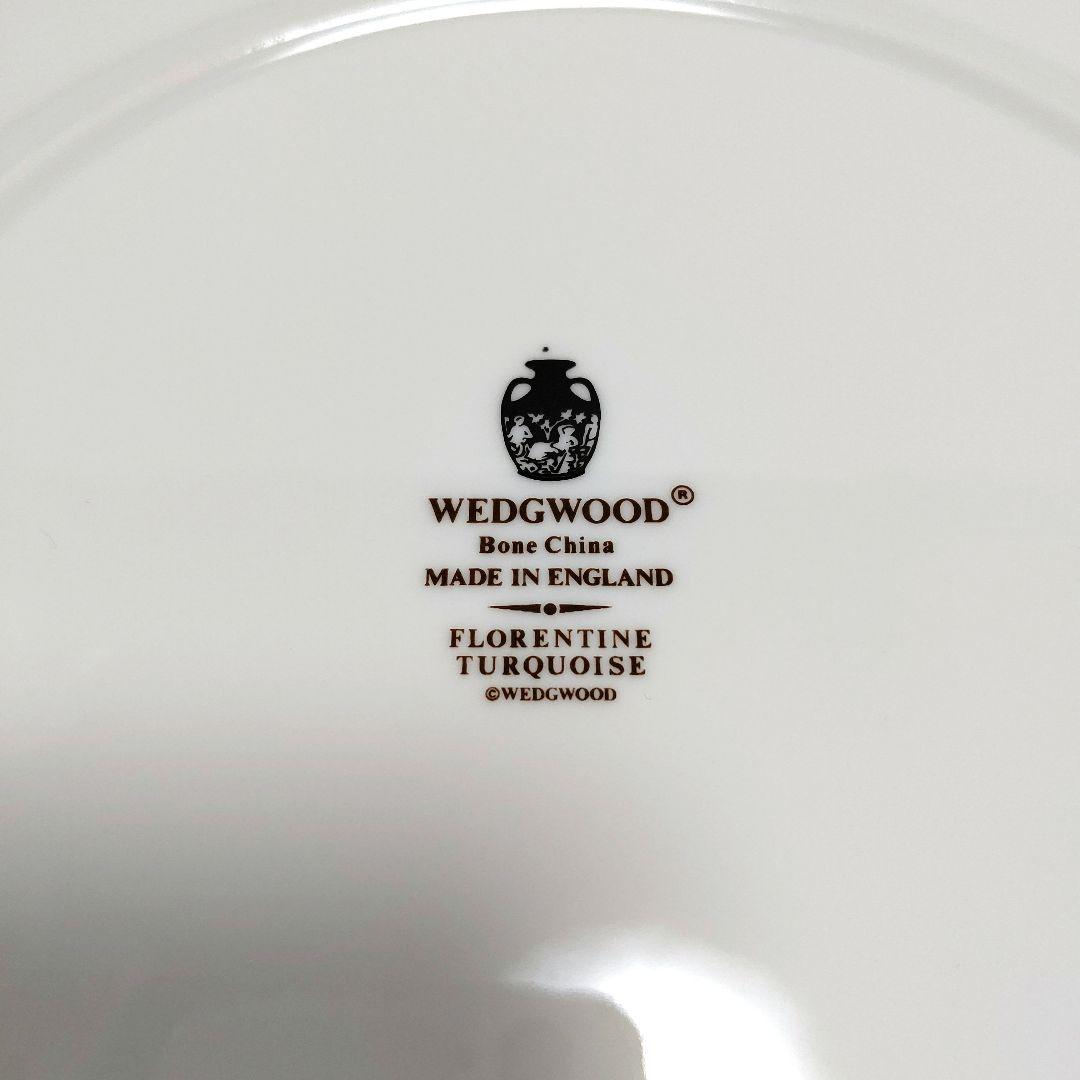 WEDGWOOD®
Bone China
MADE IN ENGLAND
FLORENTINE
TURQUOISE
©WEDGWOOD